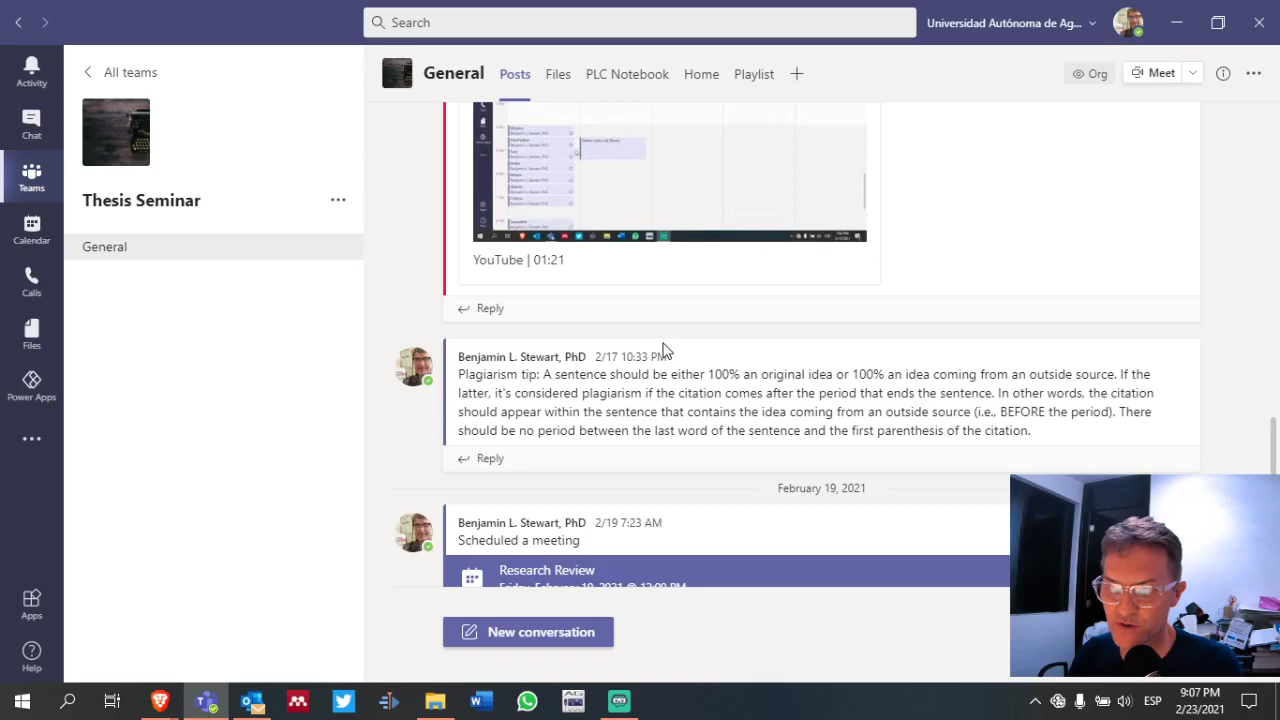 Search
Universidad Autónoma de Ag...
Activity
Chat
Teams
Calendar
Calls
Files
Power Apps
Apps
Help
All teams
Thesis Seminar
General
General
Posts
Files
PLC Notebook
Home
Playlist
Org
Meet
YouTube | 01:21
Reply
Benjamin L. Stewart, PhD 2/17 10:33 PM
Plagiarism tip: A sentence should be either 100% an original idea or 100% an idea coming from an outside source. If the
latter, it's considered plagiarism if the citation comes after the period that ends the sentence. In other words, the citation
should appear within the sentence that contains the idea coming from an outside source (i.e., BEFORE the period). There
should be no period between the last word of the sentence and the first parenthesis of the citation.
Reply
February 19, 2021
Benjamin L. Stewart, PhD 2/19 7:23 AM
Scheduled a meeting
Research Review
Friday, February 19, 2021 @ 12:00 PM
New conversation
ESP
9:07 PM
2/23/2021